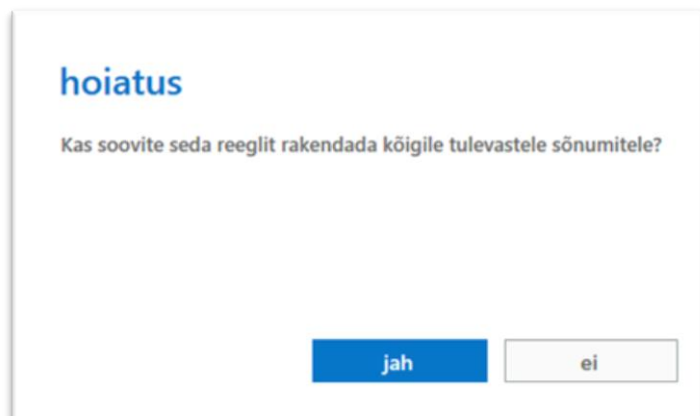 hoiatus
Kas soovite seda reeglit rakendada kõigile tulevastele sõnumitele?
jah
ei